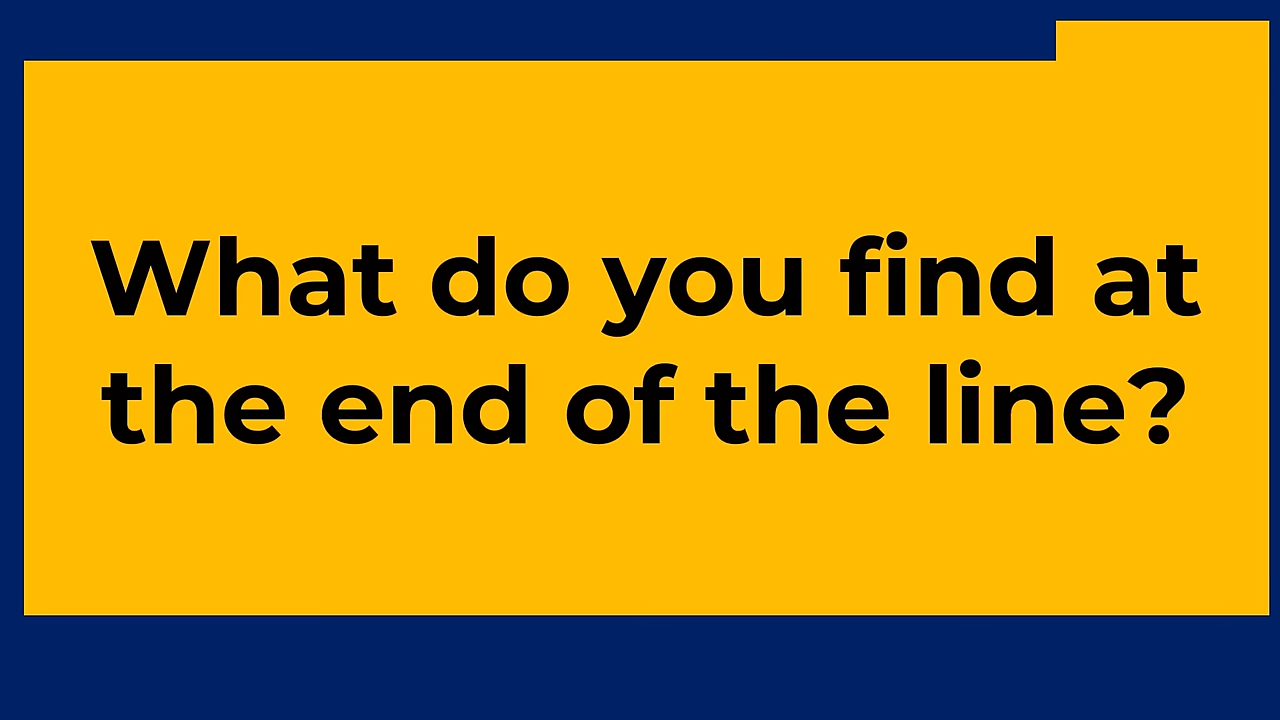 What do you find at
the end of the line?